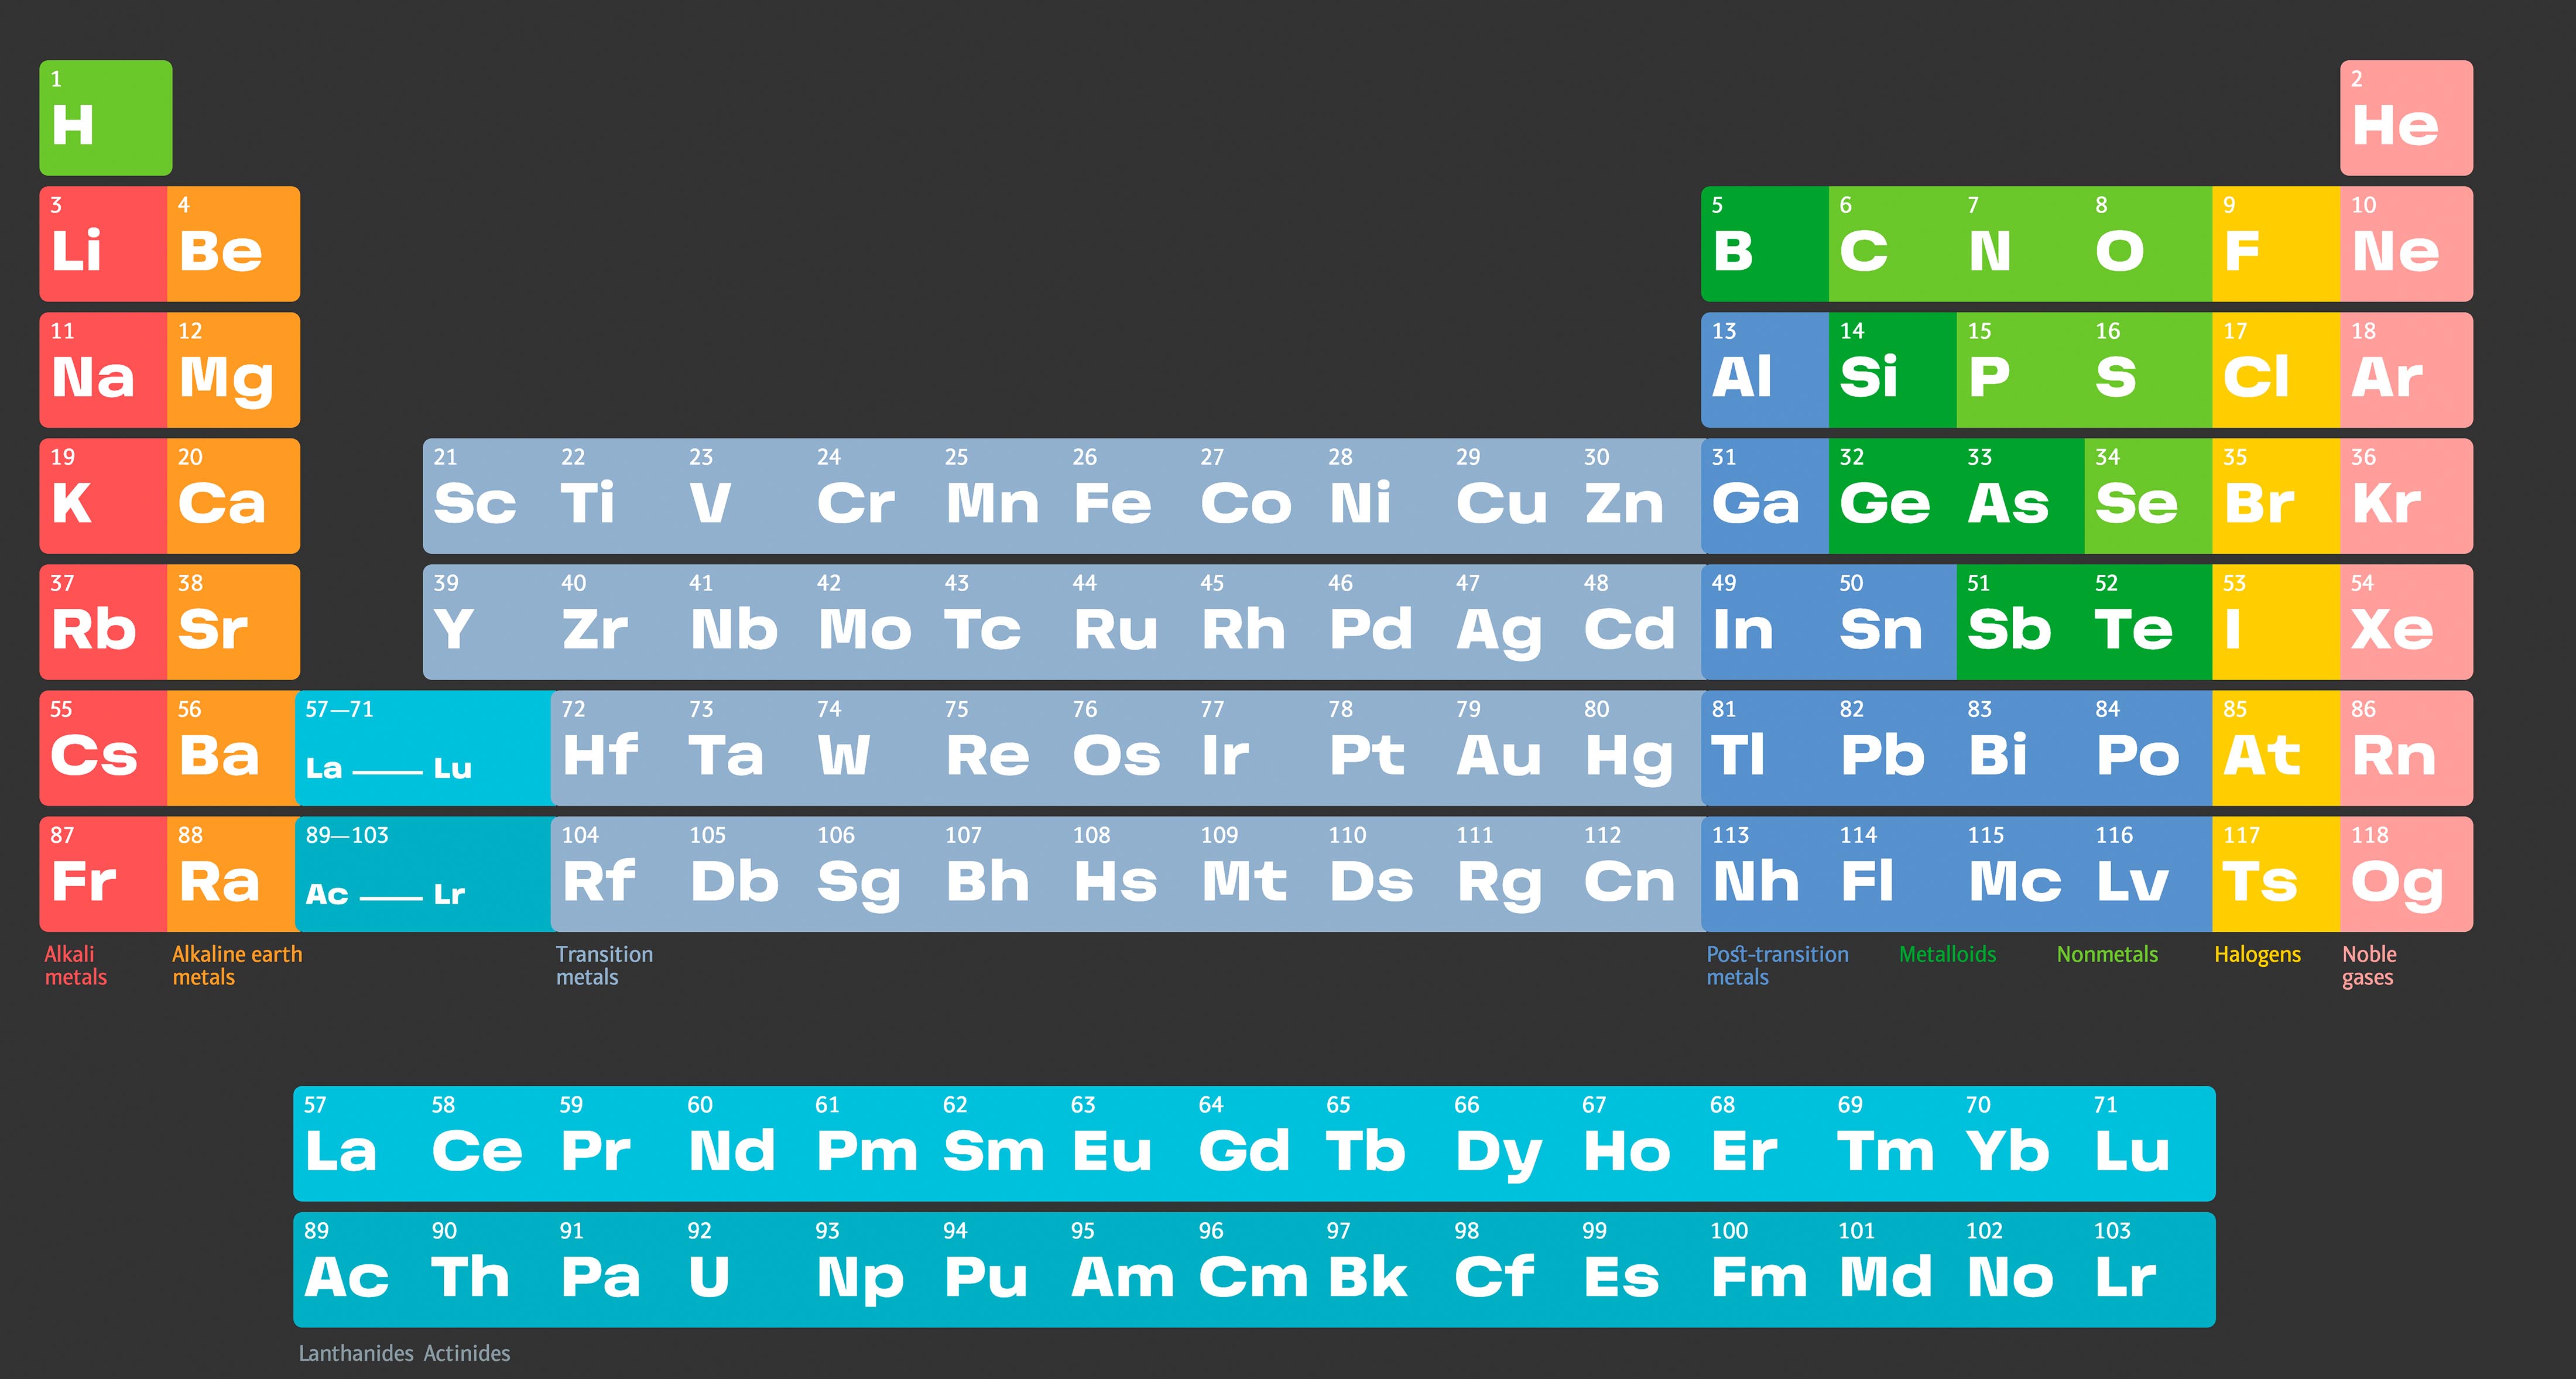 1 2
H He
3 4 5 6 7 8 9 10
Li Be B C N O F Ne
11 12 13 14 15 16 17 18
Na Mg Al Si P S Cl Ar
19 20 21 22 23 24 25 26 27 28 29 30 31 32 33 34 35 36
K Ca Sc Ti V Cr Mn Fe Co Ni Cu Zn Ga Ge As Se Br Kr
37 38 39 40 41 42 43 44 45 46 47 48 49 50 51 52 53 54
Rb Sr Y Zr Nb Mo Tc Ru Rh Pd Ag Cd In Sn Sb Te I Xe
55 56 57—71 72 73 74 75 76 77 78 79 80 81 82 83 84 85 86
Cs Ba La — Lu Hf Ta W Re Os Ir Pt Au Hg Tl Pb Bi Po At Rn
87 88 89—103 104 105 106 107 108 109 110 111 112 113 114 115 116 117 118
Fr Ra Ac — Lr Rf Db Sg Bh Hs Mt Ds Rg Cn Nh Fl Mc Lv Ts Og
Alkali Alkaline earth Transition Post-transition Metalloids Nonmetals Halogens Noble
metals metals metals metals gases
57 58 59 60 61 62 63 64 65 66 67 68 69 70 71
La Ce Pr Nd Pm Sm Eu Gd Tb Dy Ho Er Tm Yb Lu
89 90 91 92 93 94 95 96 97 98 99 100 101 102 103
Ac Th Pa U Np Pu Am Cm Bk Cf Es Fm Md No Lr
Lanthanides Actinides